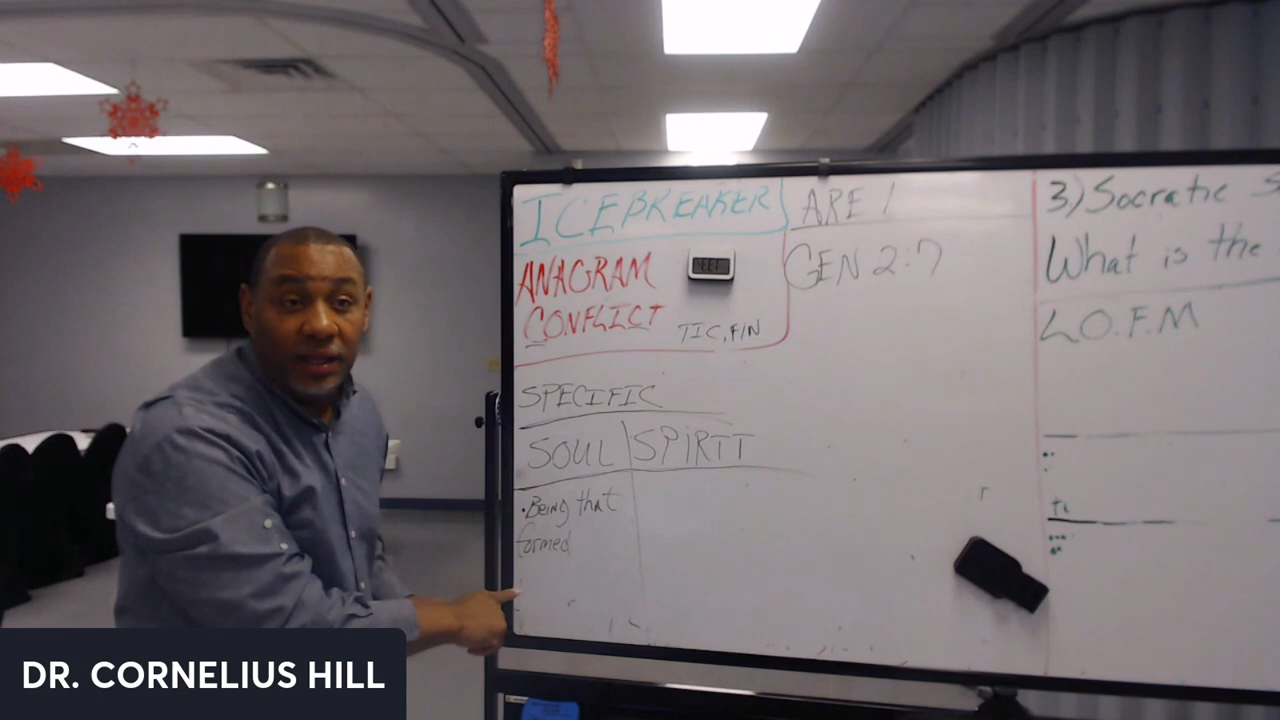 ICEBREAKER
ANAGRAM
CONFLICT
TIC, FIN
SPECIFIC
SOUL | SPIRIT
• Being that
formed
ARE
GEN 2:7
3) Socratic S
What is the
L.O.F.M
DR. CORNELIUS HILL